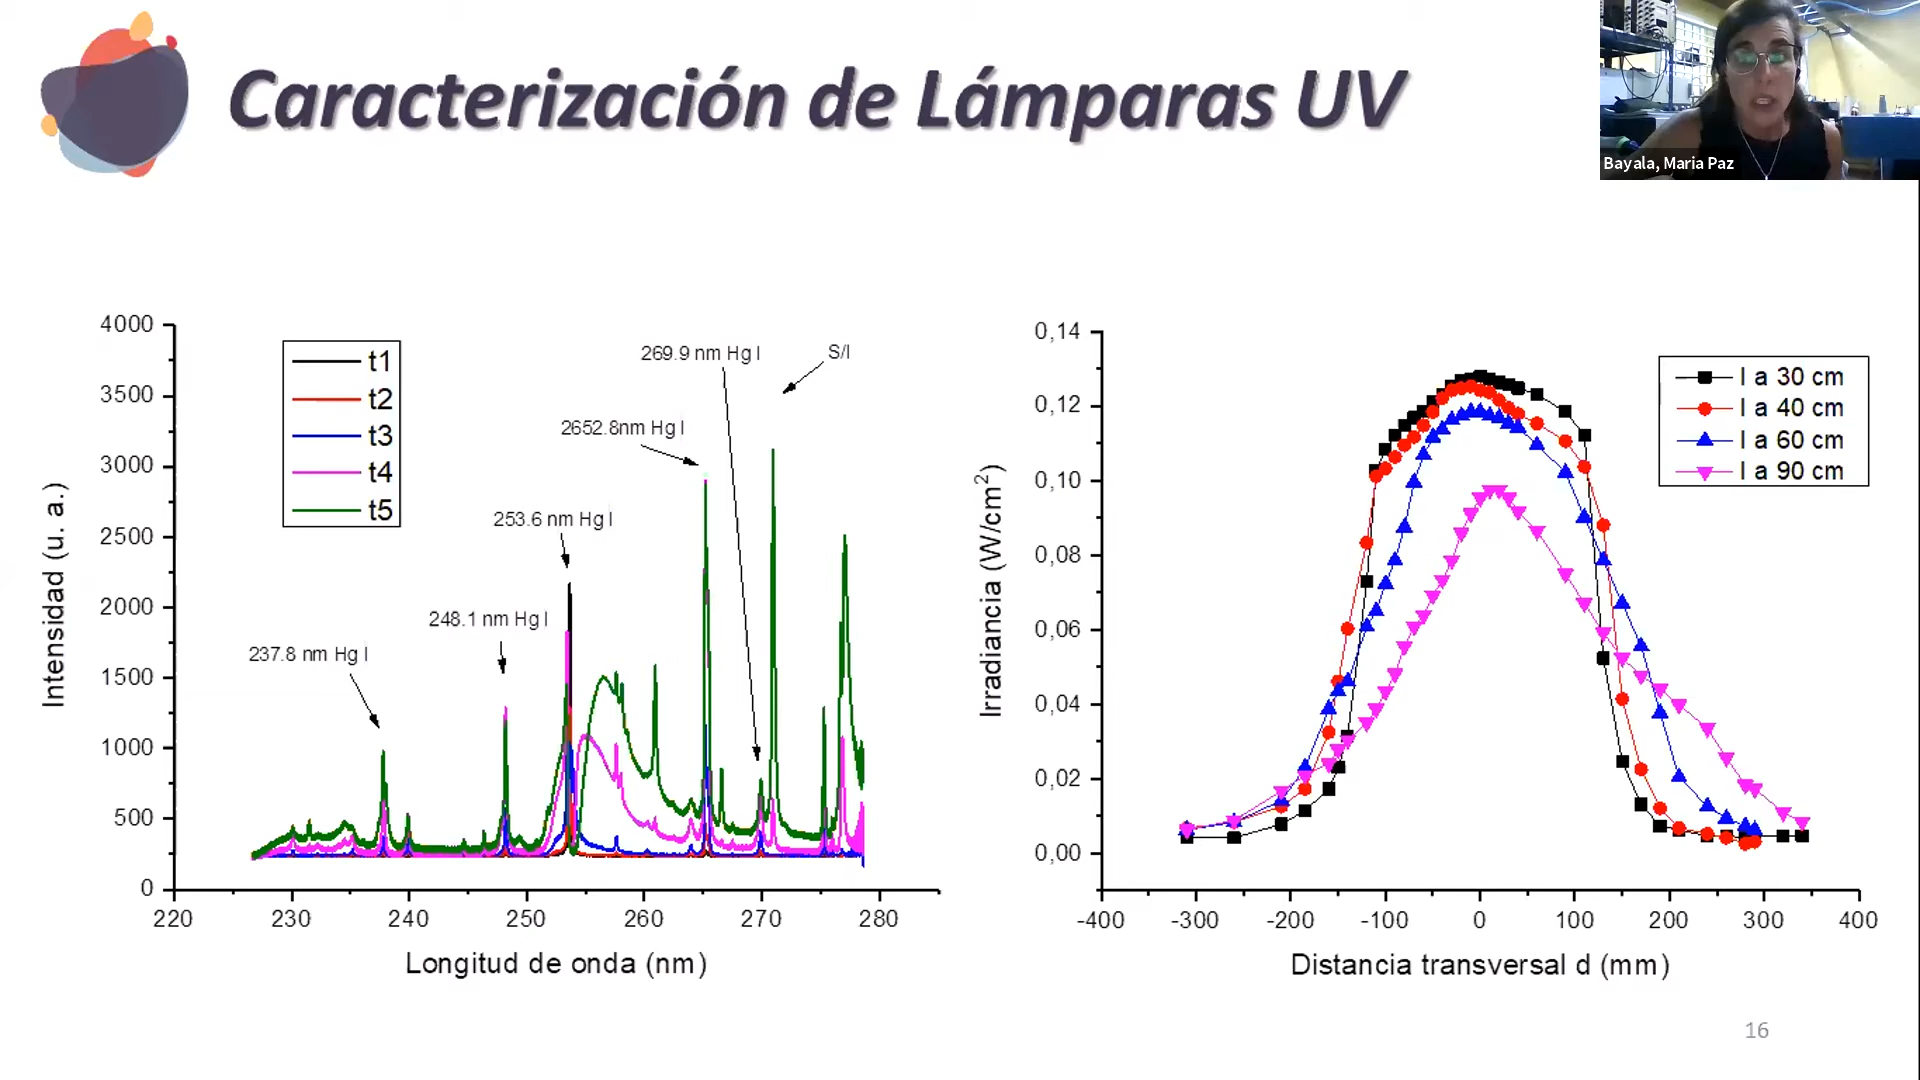 Caracterización de Lámparas UV
Bayala, Maria Paz
4000
3500
3000
2500
2000
1500
1000
500
0
220
230
240
250
260
270
280
Intensidad (u. a.)
Longitud de onda (nm)
t1
t2
t3
t4
t5
237.8 nm Hg I
248.1 nm Hg I
253.6 nm Hg I
2652.8nm Hg I
269.9 nm Hg I
S/I
0,14
0,12
0,10
0,08
0,06
0,04
0,02
0,00
-400
-300
-200
-100
0
100
200
300
400
Irradiancia (W/cm²)
Distancia transversal d (mm)
I a 30 cm
I a 40 cm
I a 60 cm
I a 90 cm
16